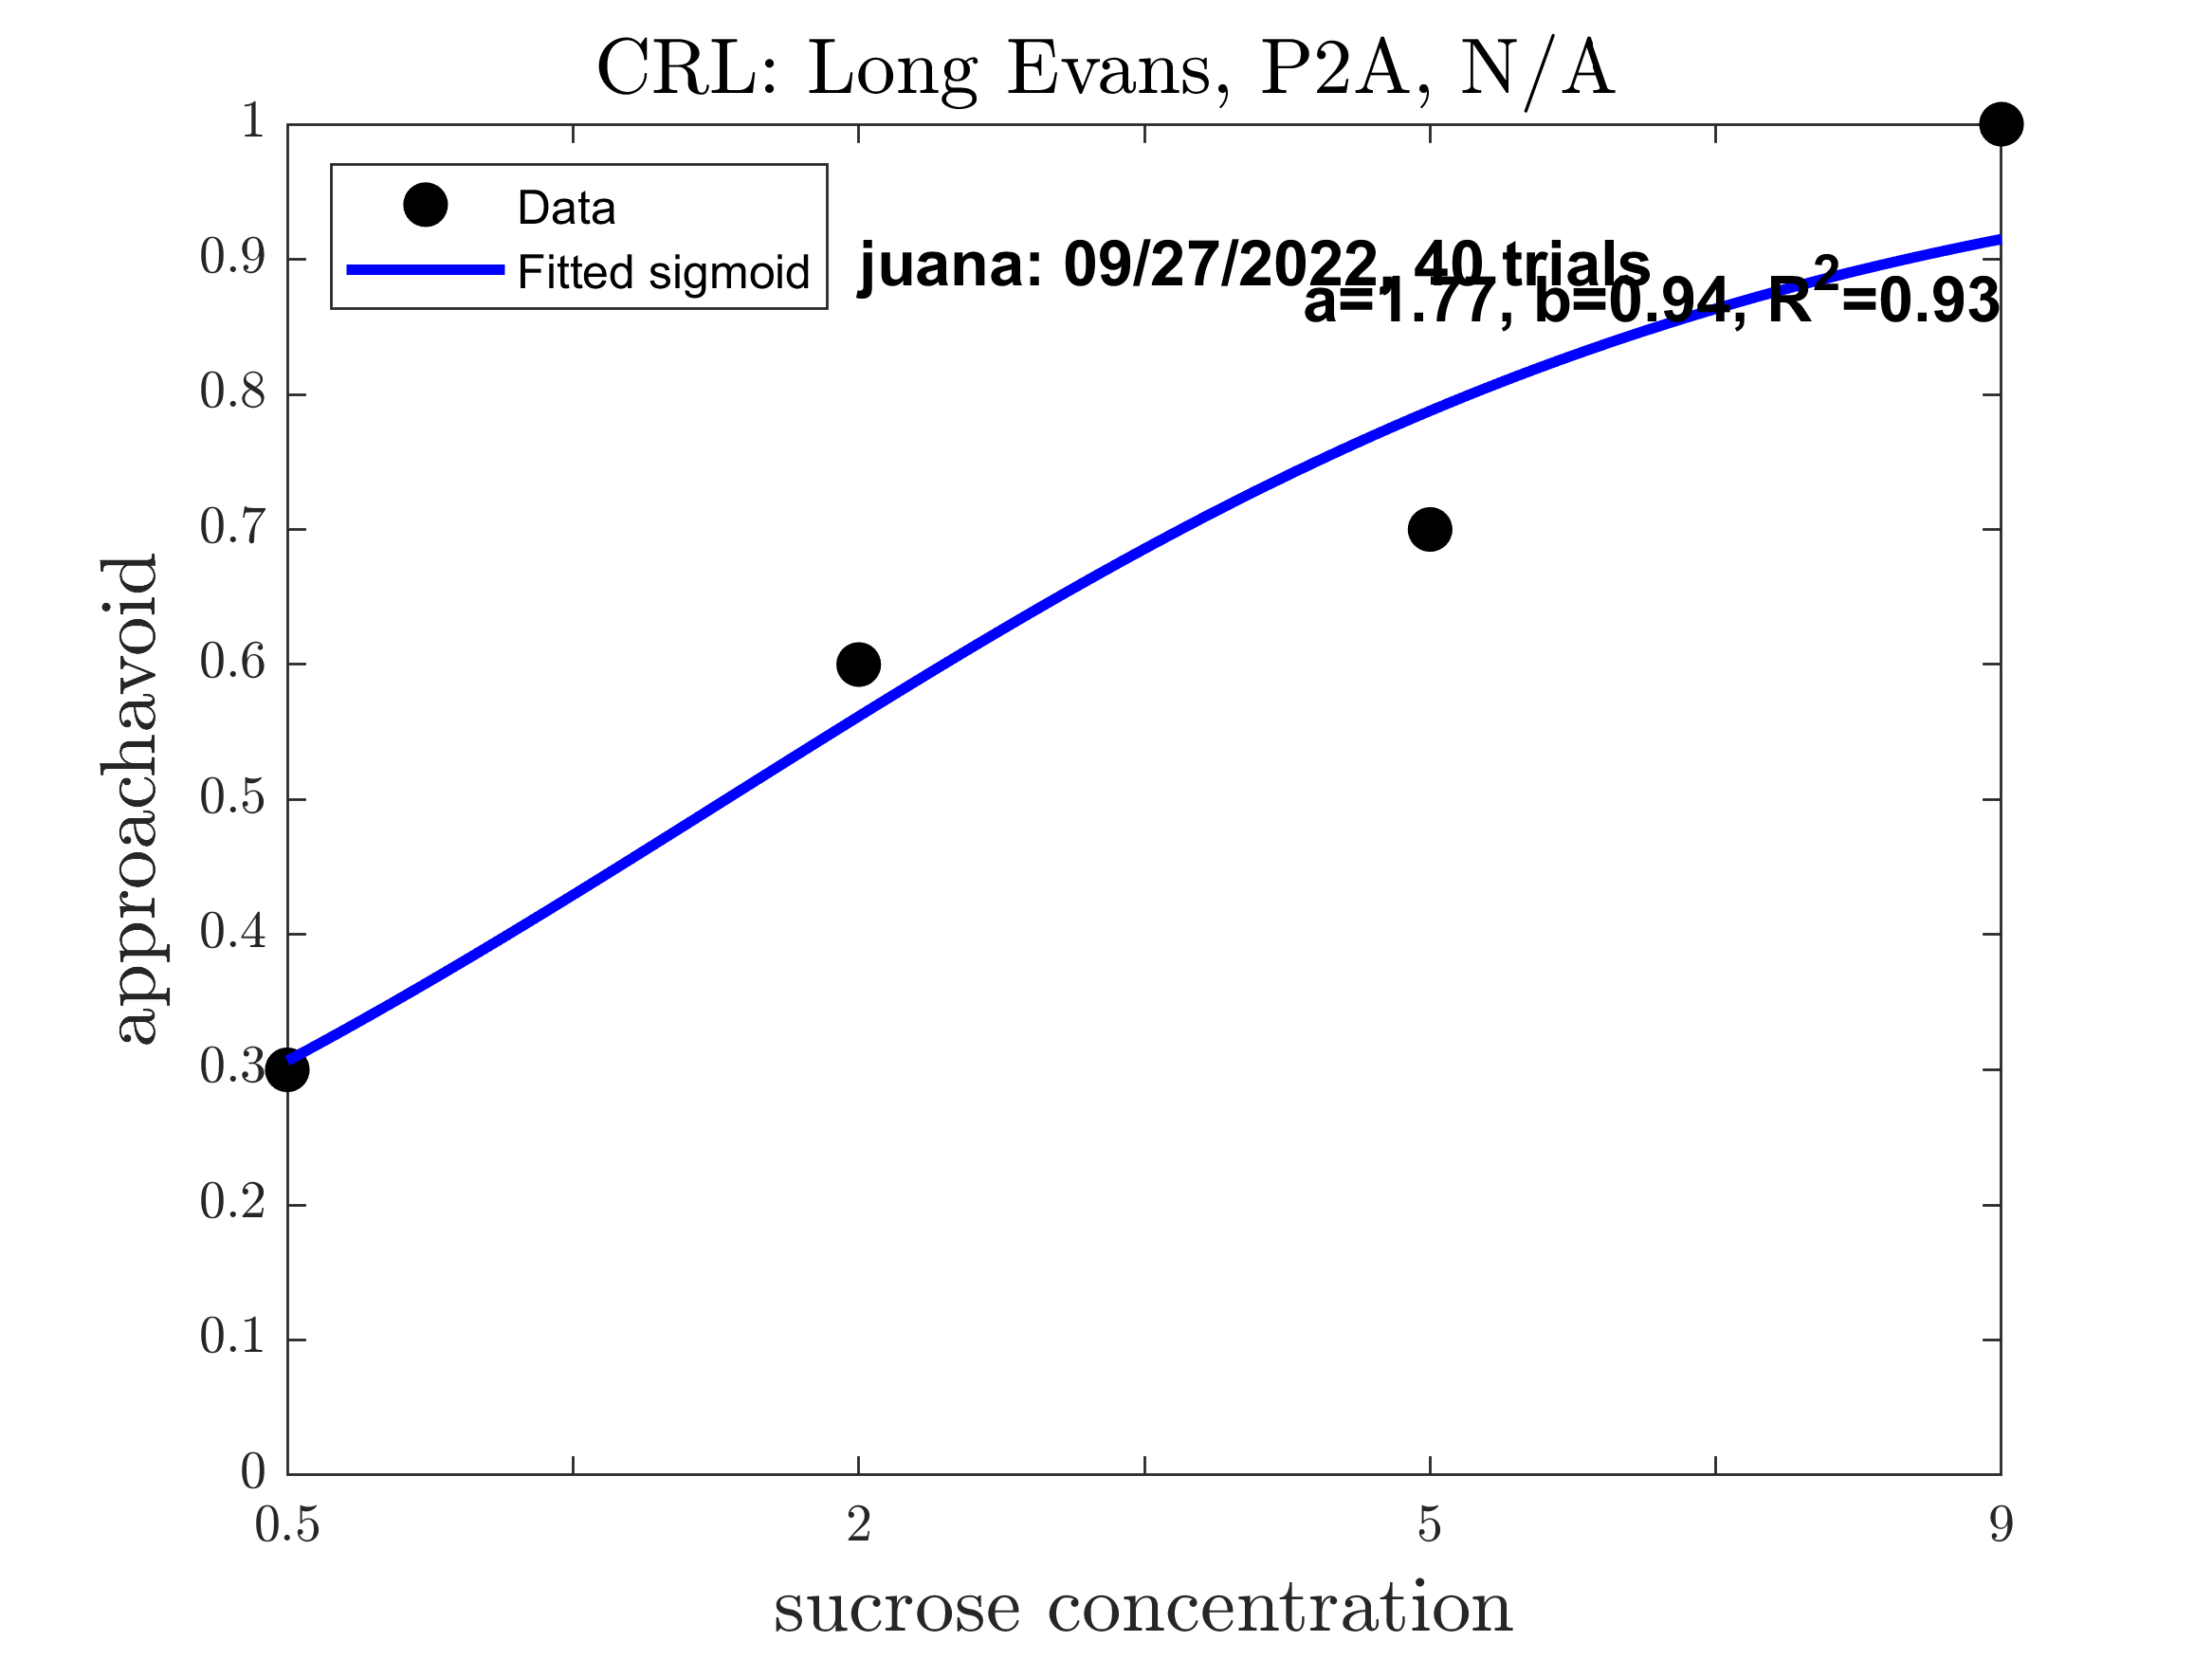 CRL: Long Evans, P2A, N/A
1
0.9
0.8
0.7
0.6
0.5
0.4
0.3
0.2
0.1
0
approachavoid
Data
Fitted sigmoid
juana: 09/27/2022, 40 trials
a=1.77, b=0.94, R²=0.93
0.5 2 5 9
sucrose concentration